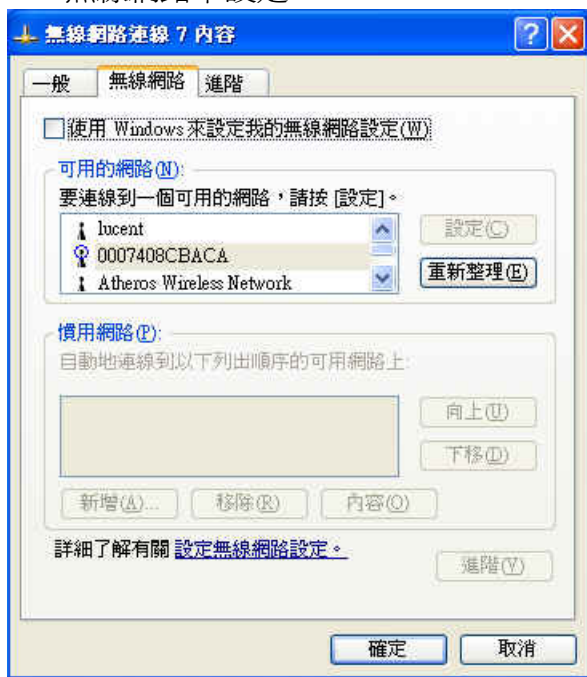 無線網路連線 7 內容
一般 無線網路 進階
使用 Windows 來設定我的無線網路設定(W)
可用的網路(N):
要連線到一個可用的網路，請按 [設定]。
lucent
0007408CBACA
Atheros Wireless Network
設定(C)
重新整理(E)
慣用網路(P):
自動地連線到以下列出順序的可用網路上:
向上(U)
下移(D)
新增(A)... 移除(R) 內容(O)
詳細了解有關 設定無線網路設定。
進階(V)
確定 取消